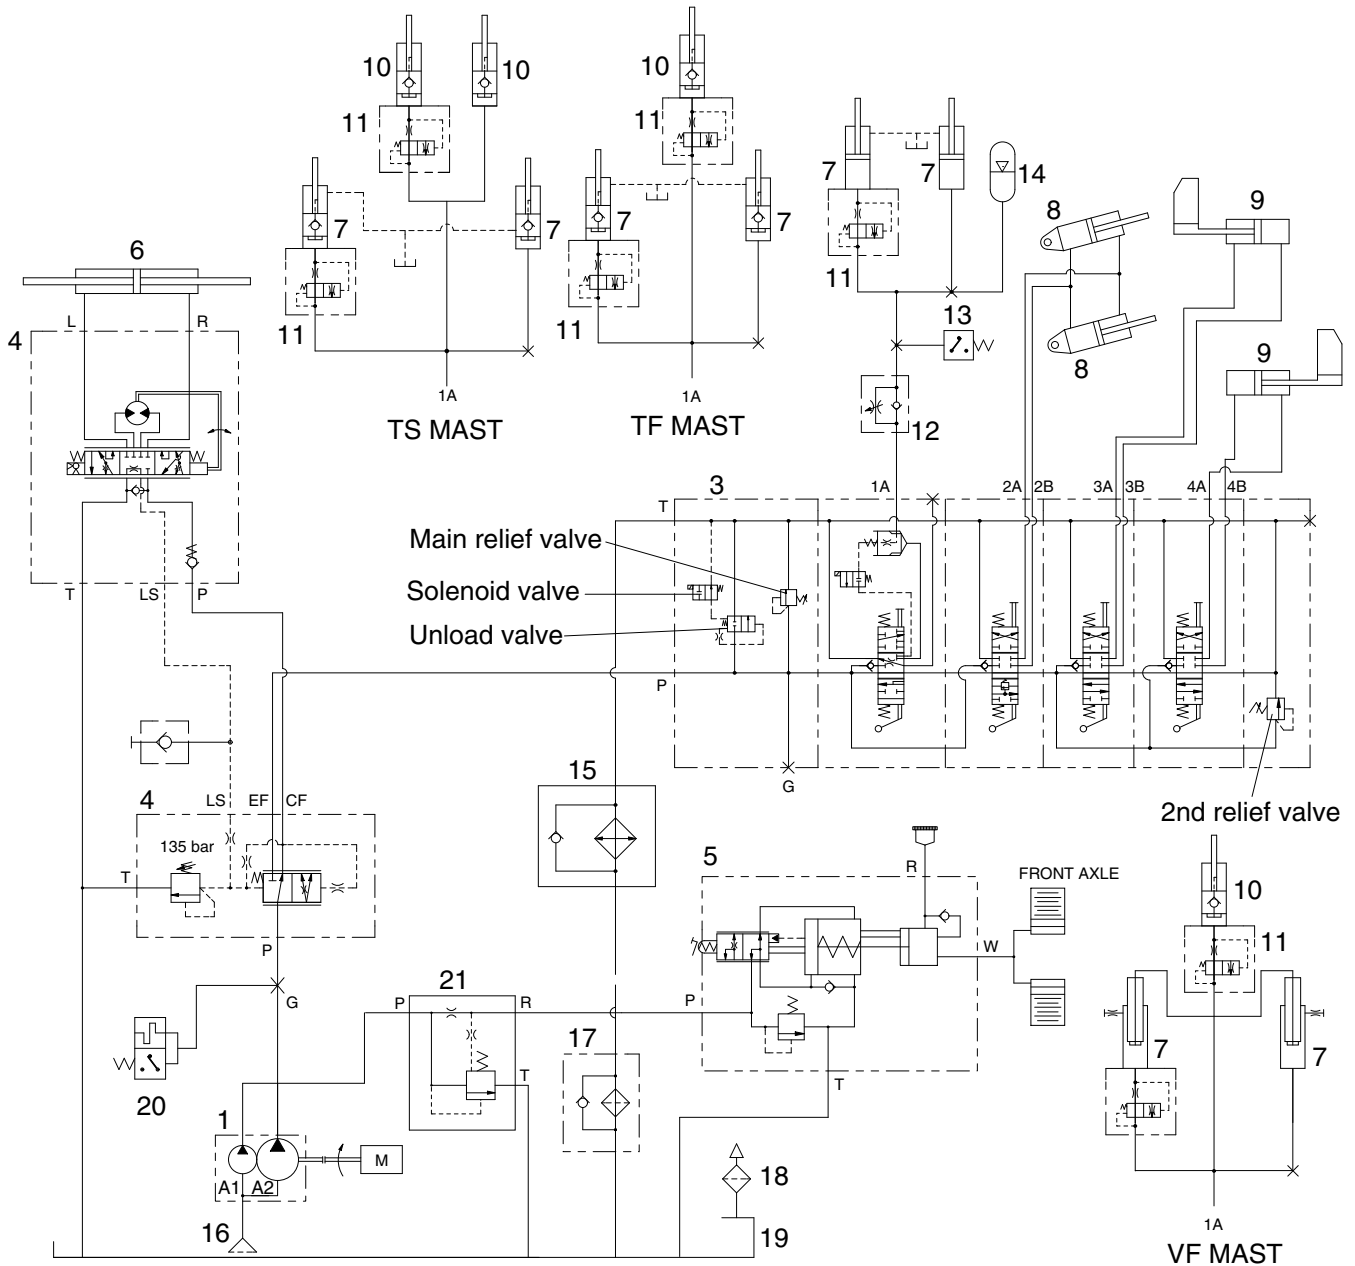 10
10
10
11
11
7
7
7
7
7
7
14
8
9
6
11
11
11
13
L
R
4
8
9
1A
TS MAST
1A
TF MAST
12
3
1A
2A
2B
3A
3B
4A
4B
T
Main relief valve
Solenoid valve
Unload valve
T
LS
P
P
G
15
LS
EF
CF
4
135 bar
T
2nd relief valve
5
R
FRONT AXLE
10
P
W
11
21
P
R
P
G
17
7
7
T
T
20
1
M
A1
A2
18
16
19
1A
VF MAST